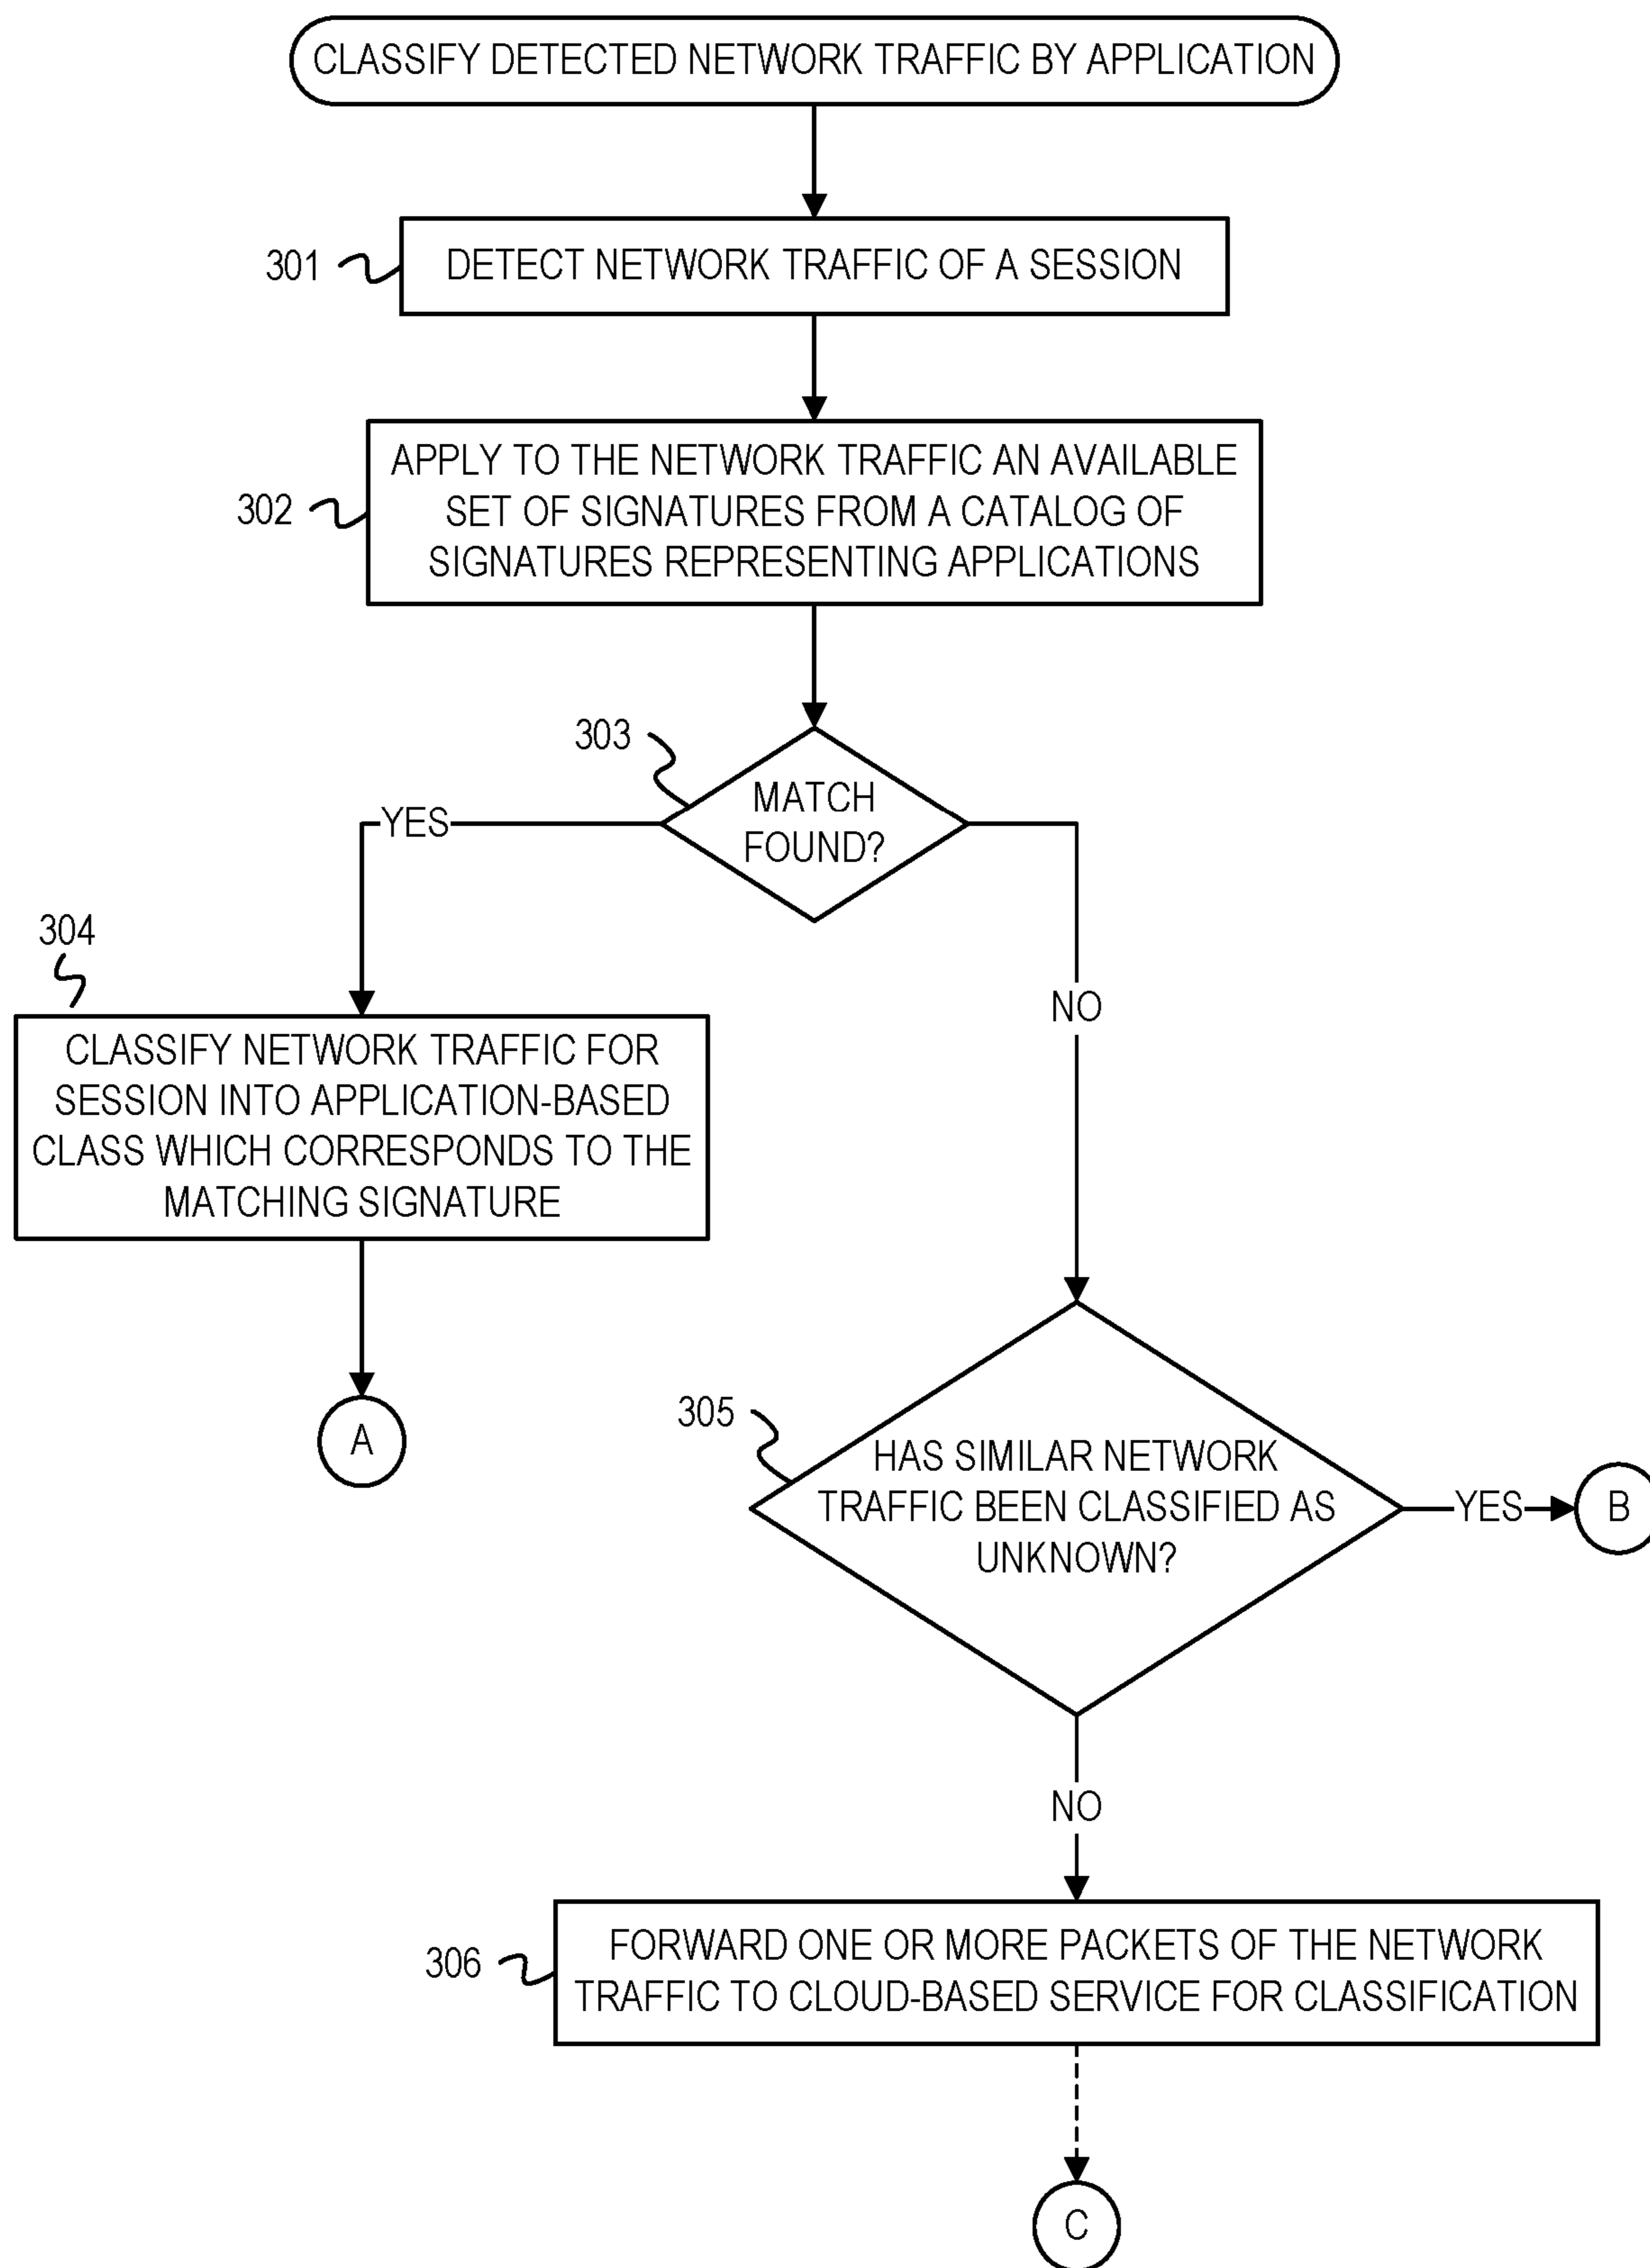 CLASSIFY DETECTED NETWORK TRAFFIC BY APPLICATION
301
DETECT NETWORK TRAFFIC OF A SESSION
302
APPLY TO THE NETWORK TRAFFIC AN AVAILABLE
SET OF SIGNATURES FROM A CATALOG OF
SIGNATURES REPRESENTING APPLICATIONS
303
MATCH
FOUND?
YES
NO
304
CLASSIFY NETWORK TRAFFIC FOR
SESSION INTO APPLICATION-BASED
CLASS WHICH CORRESPONDS TO THE
MATCHING SIGNATURE
A
305
HAS SIMILAR NETWORK
TRAFFIC BEEN CLASSIFIED AS
UNKNOWN?
YES
B
NO
306
FORWARD ONE OR MORE PACKETS OF THE NETWORK
TRAFFIC TO CLOUD-BASED SERVICE FOR CLASSIFICATION
C